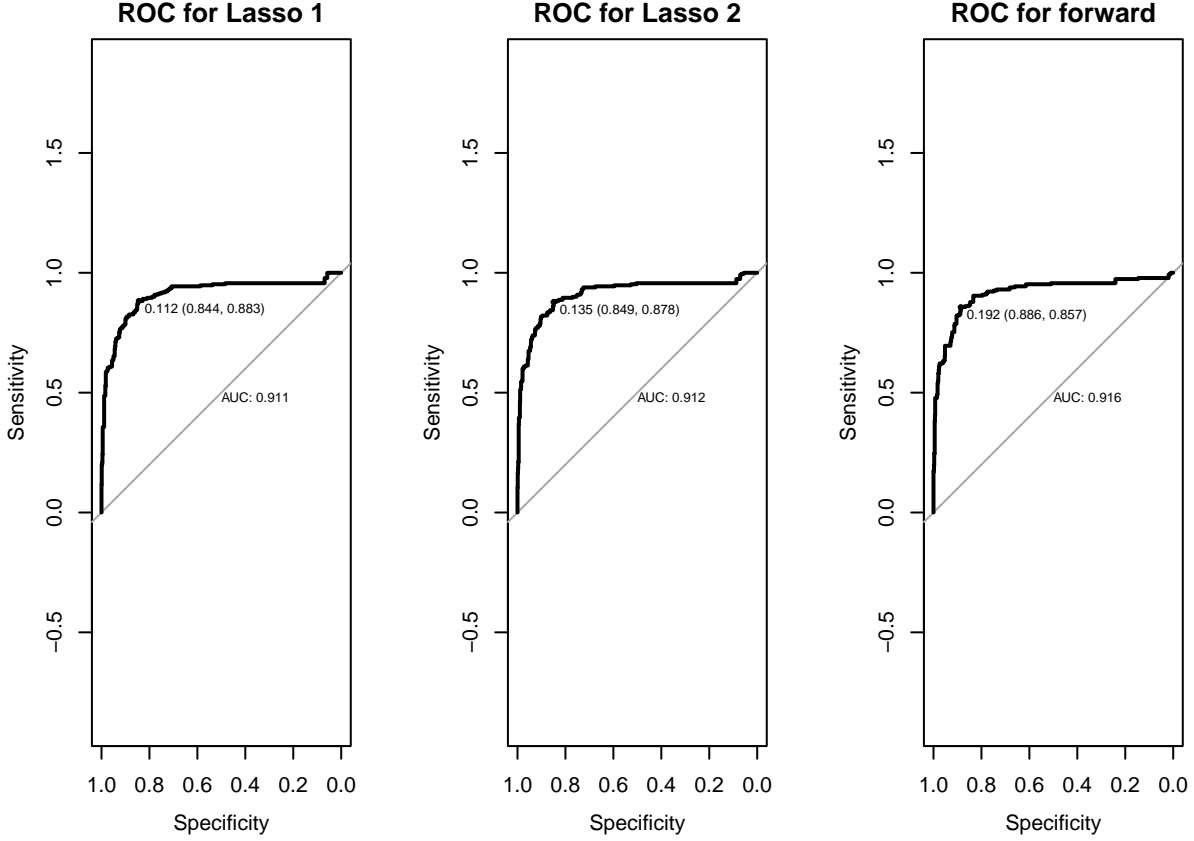 ROC for Lasso 1
Sensitivity
1.5
1.0
0.5
0.0
−0.5
0.112 (0.844, 0.883)
AUC: 0.911
1.0 0.8 0.6 0.4 0.2 0.0
Specificity
ROC for Lasso 2
Sensitivity
1.5
1.0
0.5
0.0
−0.5
0.135 (0.849, 0.878)
AUC: 0.912
1.0 0.8 0.6 0.4 0.2 0.0
Specificity
ROC for forward
Sensitivity
1.5
1.0
0.5
0.0
−0.5
0.192 (0.886, 0.857)
AUC: 0.916
1.0 0.8 0.6 0.4 0.2 0.0
Specificity